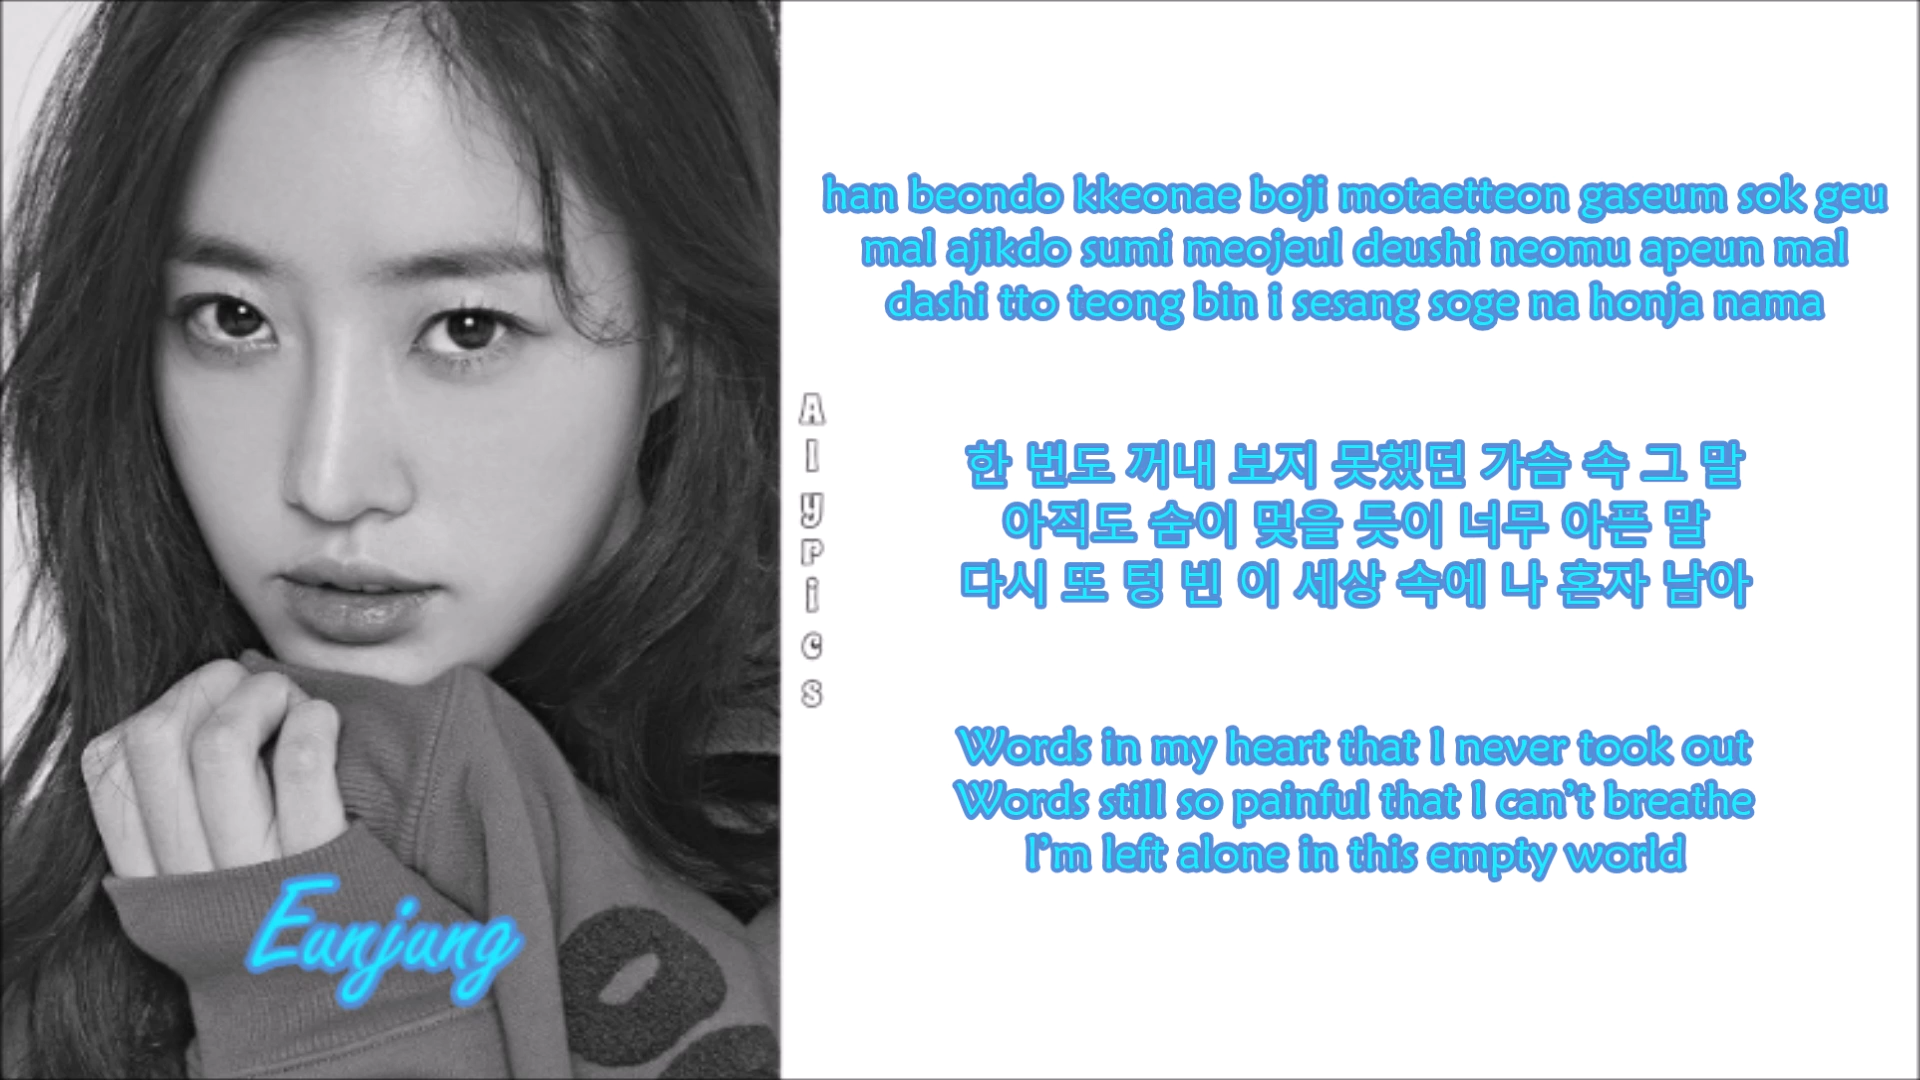 han beondo kkeonae boji motaetteon gaseum sok geu
mal ajikdo sumi meojeul deushi neomu apeun mal
dashi tto teong bin i sesang soge na honja nama
한 번도 꺼내 보지 못했던 가슴 속 그 말
아직도 숨이 멎을 듯이 너무 아픈 말
다시 또 텅 빈 이 세상 속에 나 혼자 남아
Words in my heart that I never took out
Words still so painful that I can't breathe
I'm left alone in this empty world
AlyPics
Eunjung